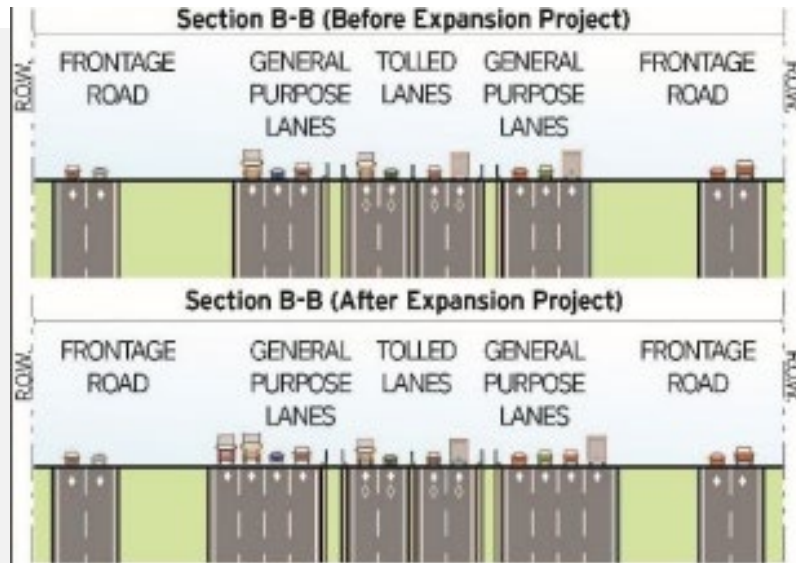 Section B-B (Before Expansion Project)
R.O.W.
FRONTAGE
ROAD
GENERAL
PURPOSE
LANES
TOLLED
LANES
GENERAL
PURPOSE
LANES
FRONTAGE
ROAD
R.O.W.
Section B-B (After Expansion Project)
R.O.W.
FRONTAGE
ROAD
GENERAL
PURPOSE
LANES
TOLLED
LANES
GENERAL
PURPOSE
LANES
FRONTAGE
ROAD
R.O.W.